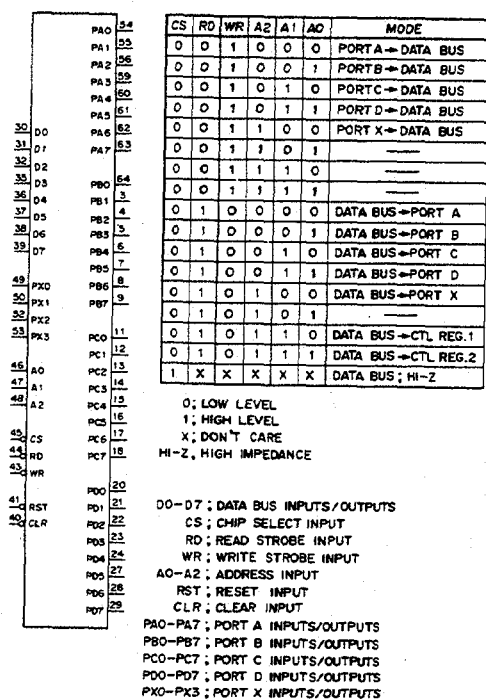 PA0 54
PA1 55
PA2 56
PA3 59
PA4 60
PA5 61
30 D0 PA6 62
31 D1 PA7 63
32 D2
35 D3 PB0 64
36 D4 PB1 3
37 D5 PB2 4
38 D6 PB3 5
39 D7 PB4 6
PB5 7
49 PX0 PB6 8
50 PX1 PB7 9
52 PX2
53 PX3 PC0 11
PC1 12
46 A0 PC2 13
47 A1 PC3 14
48 A2 PC4 15
PC5 16
45 CS PC6 17
44 RD PC7 18
43 WR
PD0 20
41 RST PD1 21
40 CLR PD2 22
PD3 23
PD4 24
PD5 27
PD6 28
PD7 29
CS RD WR A2 A1 A0 MODE
0 0 1 0 0 0 PORT A → DATA BUS
0 0 1 0 0 1 PORT B → DATA BUS
0 0 1 0 1 0 PORT C → DATA BUS
0 0 1 0 1 1 PORT D → DATA BUS
0 0 1 1 0 0 PORT X → DATA BUS
0 0 1 1 0 1 —
0 0 1 1 1 0 —
0 0 1 1 1 1 —
0 1 0 0 0 0 DATA BUS → PORT A
0 1 0 0 0 1 DATA BUS → PORT B
0 1 0 0 1 0 DATA BUS → PORT C
0 1 0 0 1 1 DATA BUS → PORT D
0 1 0 1 0 0 DATA BUS → PORT X
0 1 0 1 0 1 —
0 1 0 1 1 0 DATA BUS → CTL REG.1
0 1 0 1 1 1 DATA BUS → CTL REG.2
1 X X X X X DATA BUS ; HI-Z
0 ; LOW LEVEL
1 ; HIGH LEVEL
X ; DON'T CARE
HI-Z, HIGH IMPEDANCE
D0-D7 ; DATA BUS INPUTS/OUTPUTS
CS ; CHIP SELECT INPUT
RD ; READ STROBE INPUT
WR ; WRITE STROBE INPUT
A0-A2 ; ADDRESS INPUT
RST ; RESET INPUT
CLR ; CLEAR INPUT
PA0-PA7 ; PORT A INPUTS/OUTPUTS
PB0-PB7 ; PORT B INPUTS/OUTPUTS
PC0-PC7 ; PORT C INPUTS/OUTPUTS
PD0-PD7 ; PORT D INPUTS/OUTPUTS
PX0-PX3 ; PORT X INPUTS/OUTPUTS